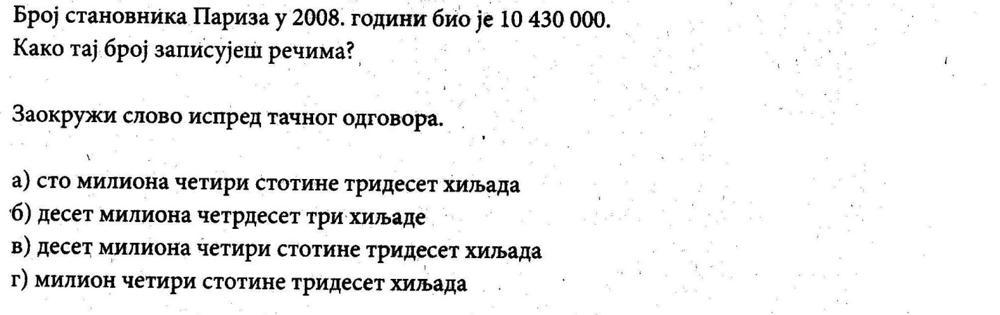 Број становника Париза у 2008. години био је 10 430 000.
Како тај број записујеш речима?
Заокружи слово испред тачног одговора.
а) сто милиона четири стотине тридесет хиљада
б) десет милиона четрдесет три хиљаде
в) десет милиона четири стотине тридесет хиљада
г) милион четири стотине тридесет хиљада